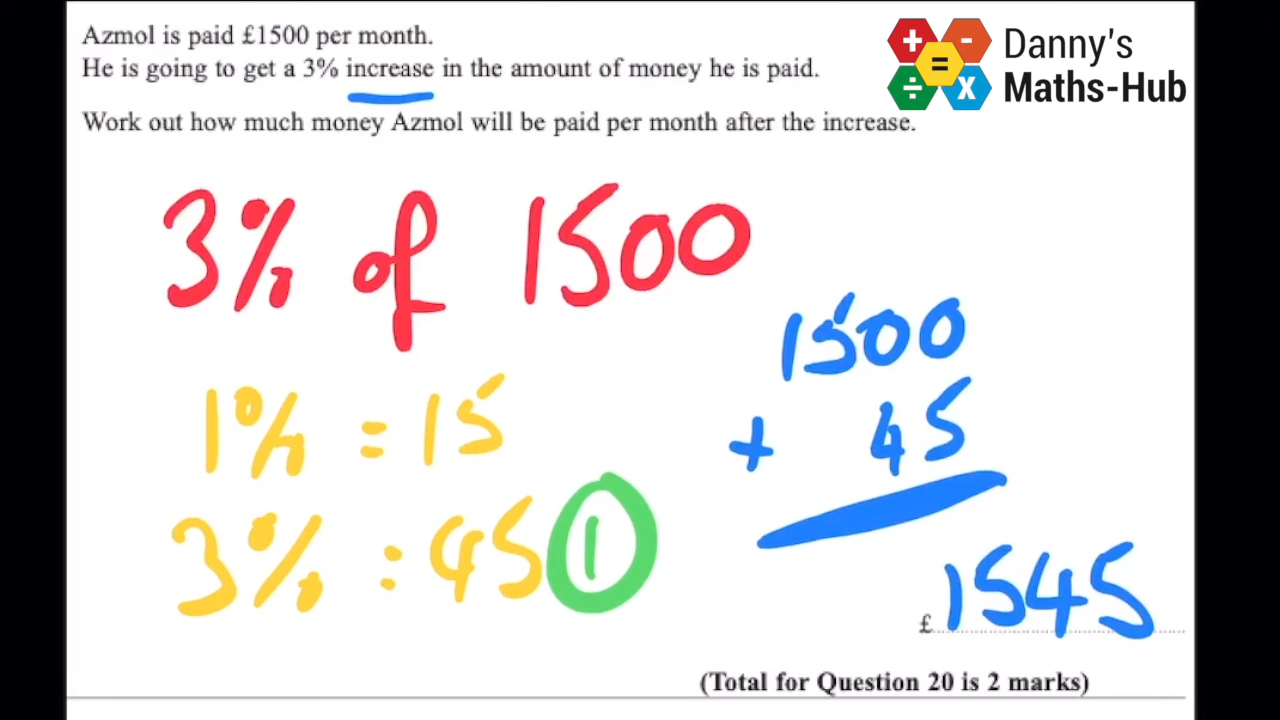 Azmol is paid £1500 per month.
He is going to get a 3% increase in the amount of money he is paid.
Work out how much money Azmol will be paid per month after the increase.
+ - = ÷ x
Danny's
Maths-Hub
3% of 1500
1% = 15
3% = 45 1
1500
+ 45
£ 1545
(Total for Question 20 is 2 marks)